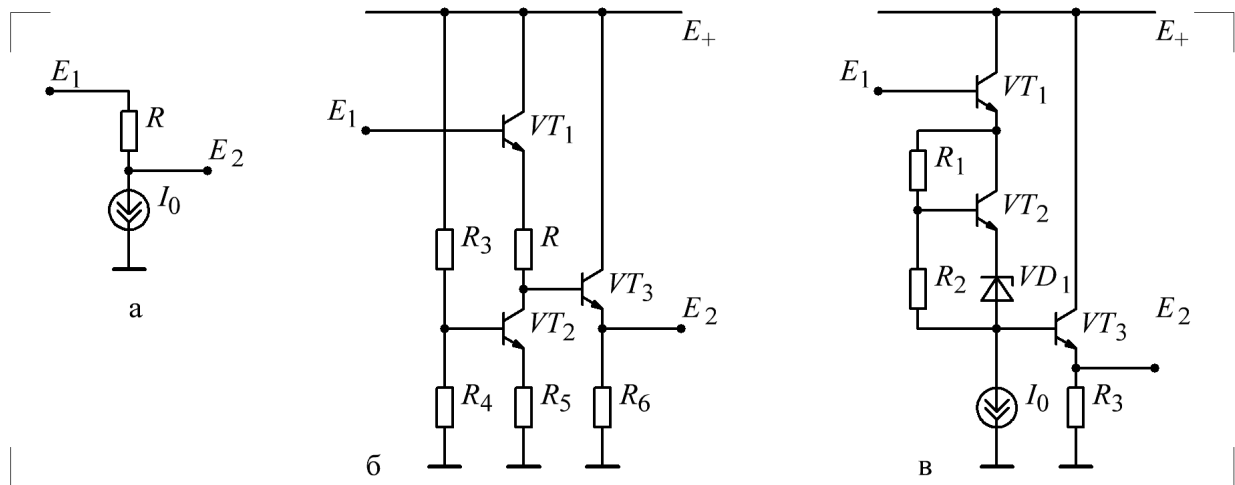 E1
R
E2
I0
а
E+
E1
VT1
R3
R
VT3
E2
VT2
R4
R5
R6
б
E+
E1
VT1
R1
VT2
R2
VD1
E2
VT3
I0
R3
в